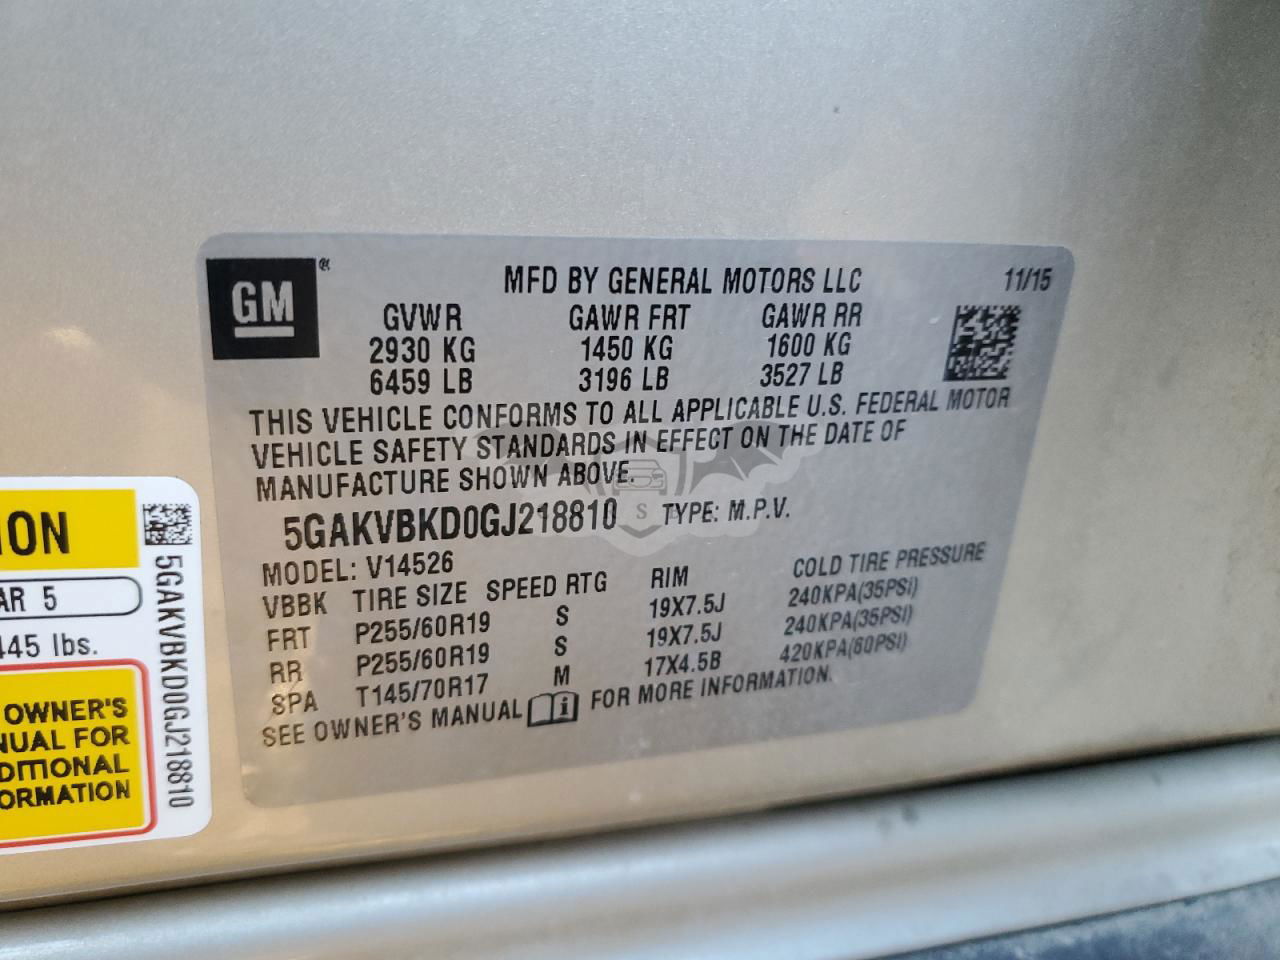 GM®
MFD BY GENERAL MOTORS LLC 11/15
GVWR GAWR FRT GAWR RR
2930 KG 1450 KG 1600 KG
6459 LB 3196 LB 3527 LB
THIS VEHICLE CONFORMS TO ALL APPLICABLE U.S. FEDERAL MOTOR
VEHICLE SAFETY STANDARDS IN EFFECT ON THE DATE OF
MANUFACTURE SHOWN ABOVE.
5GAKVBKD0GJ218810 TYPE: M.P.V.
MODEL: V14526
VBBK TIRE SIZE SPEED RTG RIM COLD TIRE PRESSURE
FRT P255/60R19 S 19X7.5J 240KPA(35PSI)
RR P255/60R19 S 19X7.5J 240KPA(35PSI)
SPA T145/70R17 M 17X4.5B 420KPA(60PSI)
SEE OWNER'S MANUAL i FOR MORE INFORMATION.
ION
AR 5
445 lbs.
OWNER'S
NUAL FOR
DITIONAL
ORMATION
5GAKVBKD0GJ218810